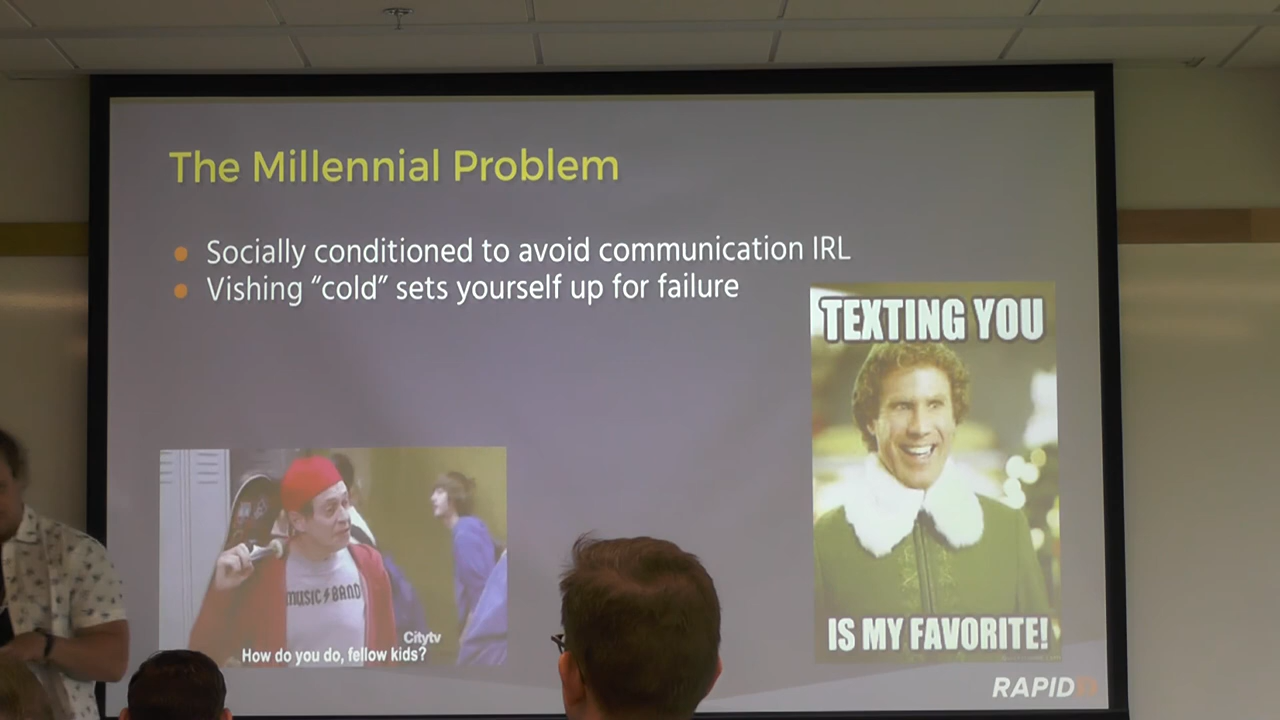 The Millennial Problem
Socially conditioned to avoid communication IRL
Vishing “cold” sets yourself up for failure
TEXTING YOU
IS MY FAVORITE!
MUSIC BAND
Citytv
How do you do, fellow kids?
RAPID